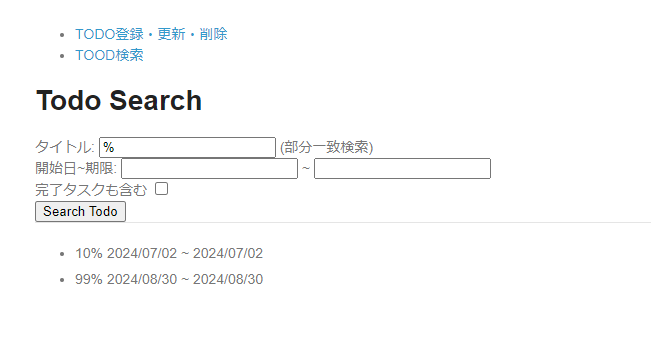 TODO登録・更新・削除
TOOD検索
Todo Search
タイトル: % (部分一致検索)
開始日~期限: ~
完了タスクも含む
Search Todo
10% 2024/07/02 ~ 2024/07/02
99% 2024/08/30 ~ 2024/08/30